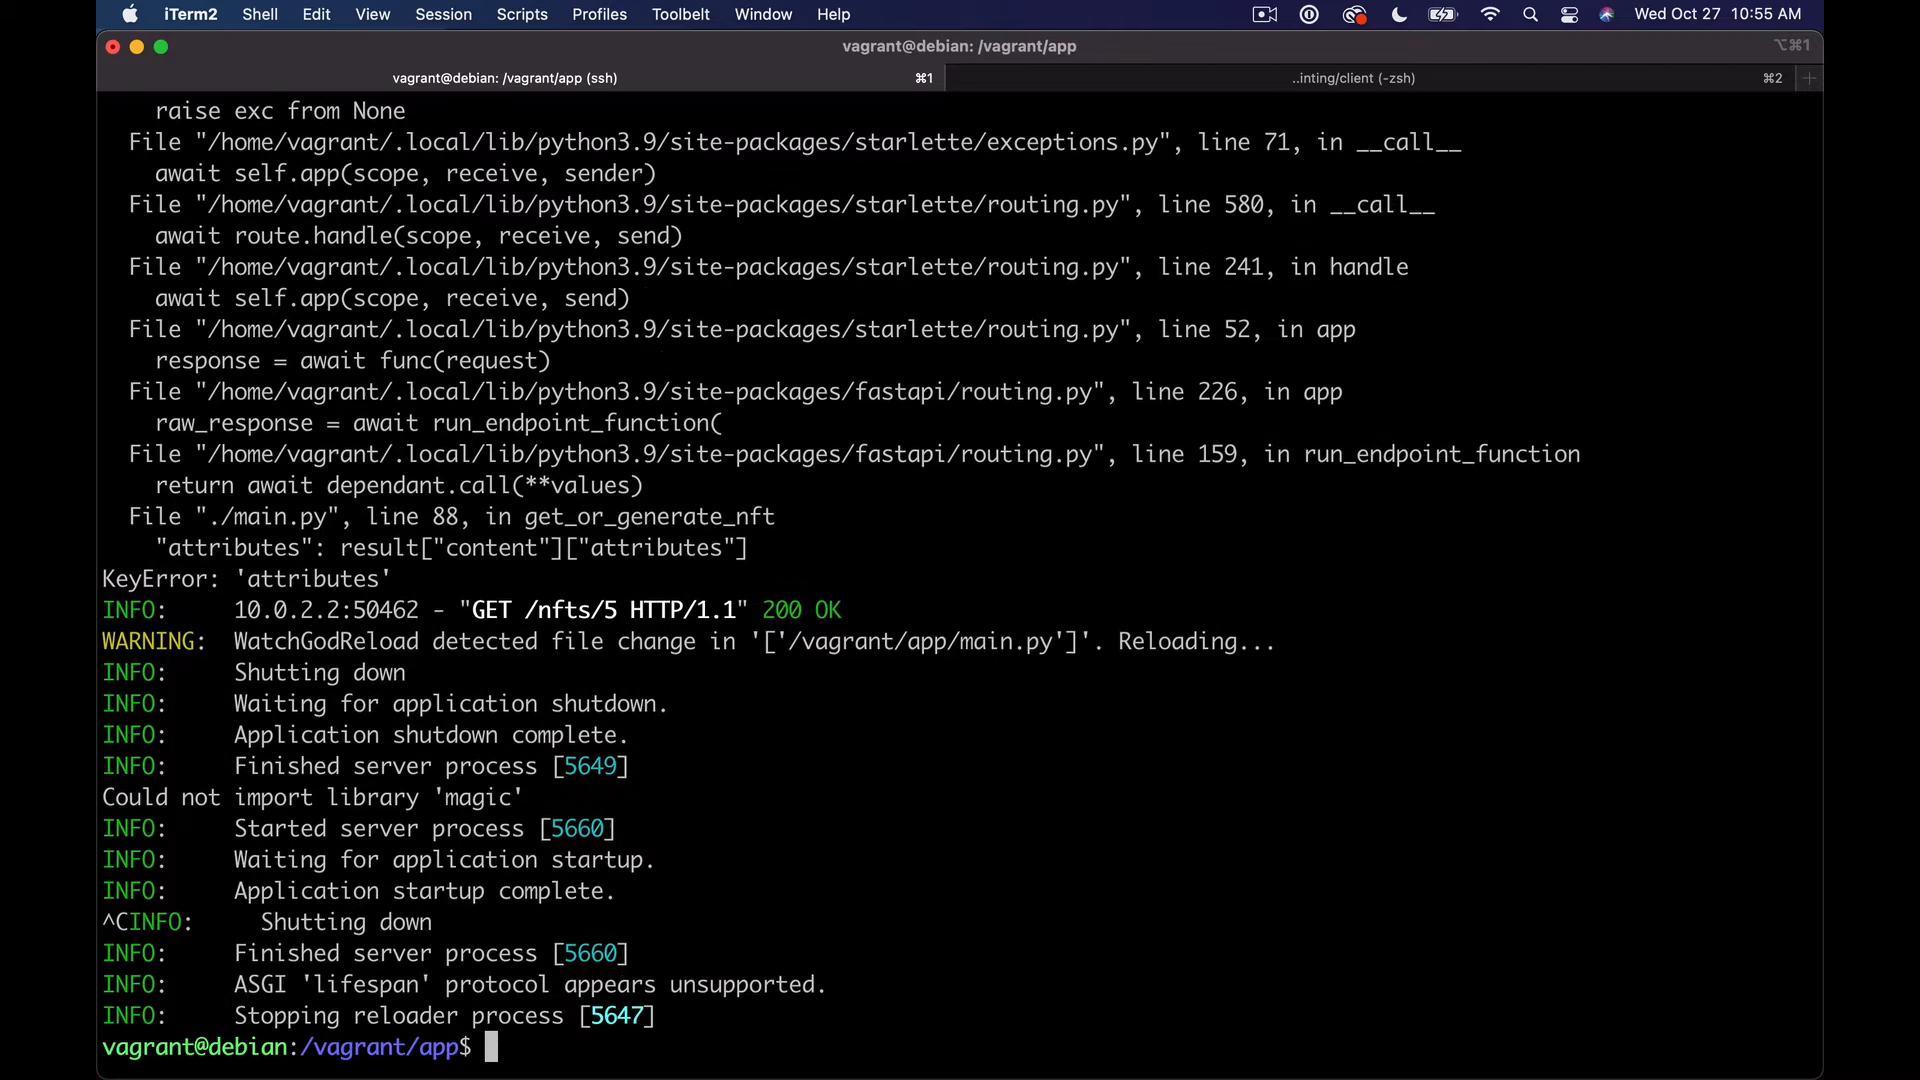 iTerm2 Shell Edit View Session Scripts Profiles Toolbelt Window Help Wed Oct 27 10:55 AM
vagrant@debian: /vagrant/app ⌥⌘1
vagrant@debian: /vagrant/app (ssh) ⌘1 ..inting/client (-zsh) ⌘2 +
raise exc from None
File "/home/vagrant/.local/lib/python3.9/site-packages/starlette/exceptions.py", line 71, in __call__
await self.app(scope, receive, sender)
File "/home/vagrant/.local/lib/python3.9/site-packages/starlette/routing.py", line 580, in __call__
await route.handle(scope, receive, send)
File "/home/vagrant/.local/lib/python3.9/site-packages/starlette/routing.py", line 241, in handle
await self.app(scope, receive, send)
File "/home/vagrant/.local/lib/python3.9/site-packages/starlette/routing.py", line 52, in app
response = await func(request)
File "/home/vagrant/.local/lib/python3.9/site-packages/fastapi/routing.py", line 226, in app
raw_response = await run_endpoint_function(
File "/home/vagrant/.local/lib/python3.9/site-packages/fastapi/routing.py", line 159, in run_endpoint_function
return await dependant.call(**values)
File "./main.py", line 88, in get_or_generate_nft
"attributes": result["content"]["attributes"]
KeyError: 'attributes'
INFO: 10.0.2.2:50462 - "GET /nfts/5 HTTP/1.1" 200 OK
WARNING: WatchGodReload detected file change in '['/vagrant/app/main.py']'. Reloading...
INFO: Shutting down
INFO: Waiting for application shutdown.
INFO: Application shutdown complete.
INFO: Finished server process [5649]
Could not import library 'magic'
INFO: Started server process [5660]
INFO: Waiting for application startup.
INFO: Application startup complete.
^CINFO: Shutting down
INFO: Finished server process [5660]
INFO: ASGI 'lifespan' protocol appears unsupported.
INFO: Stopping reloader process [5647]
vagrant@debian:/vagrant/app$